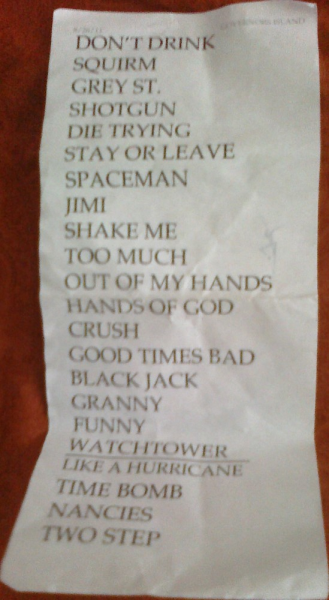 GOVERNORS ISLAND
DON'T DRINK
SQUIRM
GREY ST.
SHOTGUN
DIE TRYING
STAY OR LEAVE
SPACEMAN
JIMI
SHAKE ME
TOO MUCH
OUT OF MY HANDS
HANDS OF GOD
CRUSH
GOOD TIMES BAD
BLACK JACK
GRANNY
FUNNY
WATCHTOWER
LIKE A HURRICANE
TIME BOMB
NANCIES
TWO STEP